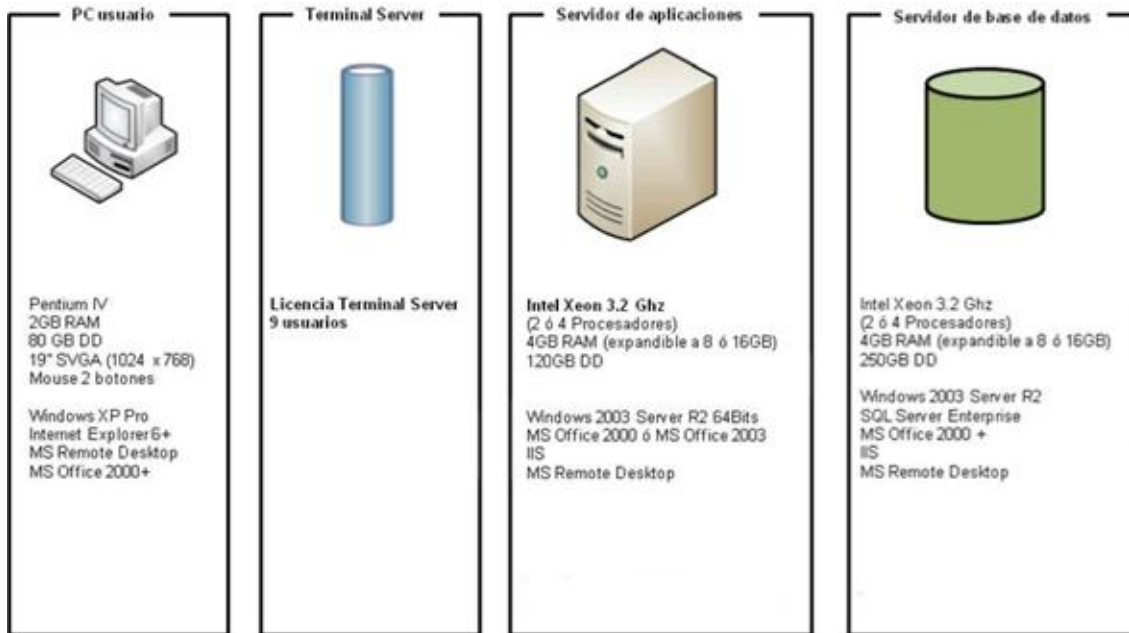 PC usuario
Pentium IV
2GB RAM
80 GB DD
19" SVGA (1024 x 768)
Mouse 2 botones
Windows XP Pro
Internet Explorer 6+
MS Remote Desktop
MS Office 2000+
Terminal Server
Licencia Terminal Server
9 usuarios
Servidor de aplicaciones
Intel Xeon 3.2 Ghz
(2 ó 4 Procesadores)
4GB RAM (expandible a 8 ó 16GB)
120GB DD
Windows 2003 Server R2 64Bits
MS Office 2000 ó MS Office 2003
IIS
MS Remote Desktop
Servidor de base de datos
Intel Xeon 3.2 Ghz
(2 ó 4 Procesadores)
4GB RAM (expandible a 8 ó 16GB)
250GB DD
Windows 2003 Server R2
SQL Server Enterprise
MS Office 2000 +
IIS
MS Remote Desktop